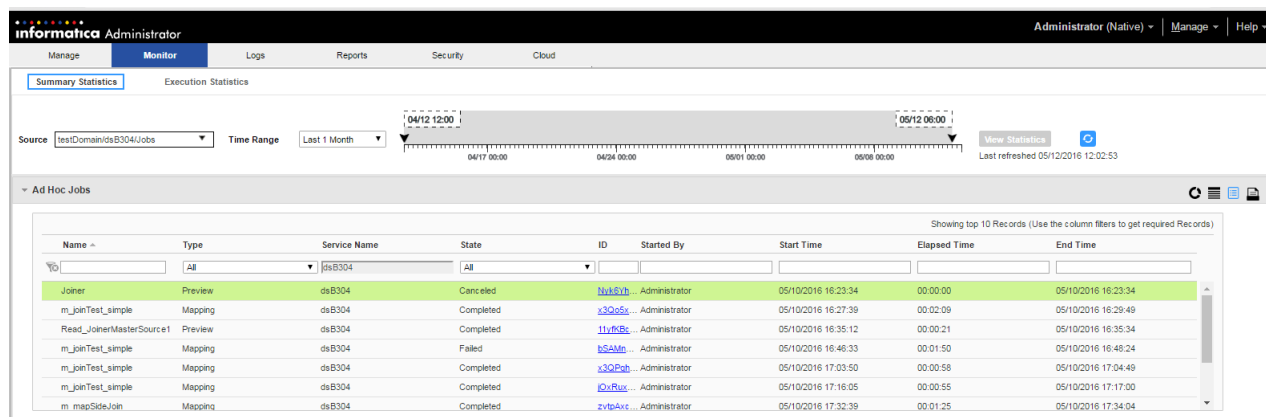 informatica Administrator
Administrator (Native) Manage Help
Manage Monitor Logs Reports Security Cloud
Summary Statistics Execution Statistics
04/12 12:00 05/12 06:00
Source testDomain/dsB304/Jobs Time Range Last 1 Month View Statistics
04/17 00:00 04/24 00:00 05/01 00:00 05/08 00:00 Last refreshed 05/12/2016 12:02:53
Ad Hoc Jobs
Showing top 10 Records (Use the column filters to get required Records)
Name Type Service Name State ID Started By Start Time Elapsed Time End Time
All dsB304 All
Joiner Preview dsB304 Canceled Nyk6Yh... Administrator 05/10/2016 16:23:34 00:00:00 05/10/2016 16:23:34
m_joinTest_simple Mapping dsB304 Completed x3Qo5x... Administrator 05/10/2016 16:27:39 00:02:09 05/10/2016 16:29:49
Read_JoinerMasterSource1 Preview dsB304 Completed 11yfKBc... Administrator 05/10/2016 16:35:12 00:00:21 05/10/2016 16:35:34
m_joinTest_simple Mapping dsB304 Failed bSAMn... Administrator 05/10/2016 16:46:33 00:01:50 05/10/2016 16:48:24
m_joinTest_simple Mapping dsB304 Completed x3QPqh... Administrator 05/10/2016 17:03:50 00:00:58 05/10/2016 17:04:49
m_joinTest_simple Mapping dsB304 Completed jOxRux... Administrator 05/10/2016 17:16:05 00:00:55 05/10/2016 17:17:00
m_mapSideJoin Mapping dsB304 Completed zvtpAxc... Administrator 05/10/2016 17:32:39 00:01:25 05/10/2016 17:34:04